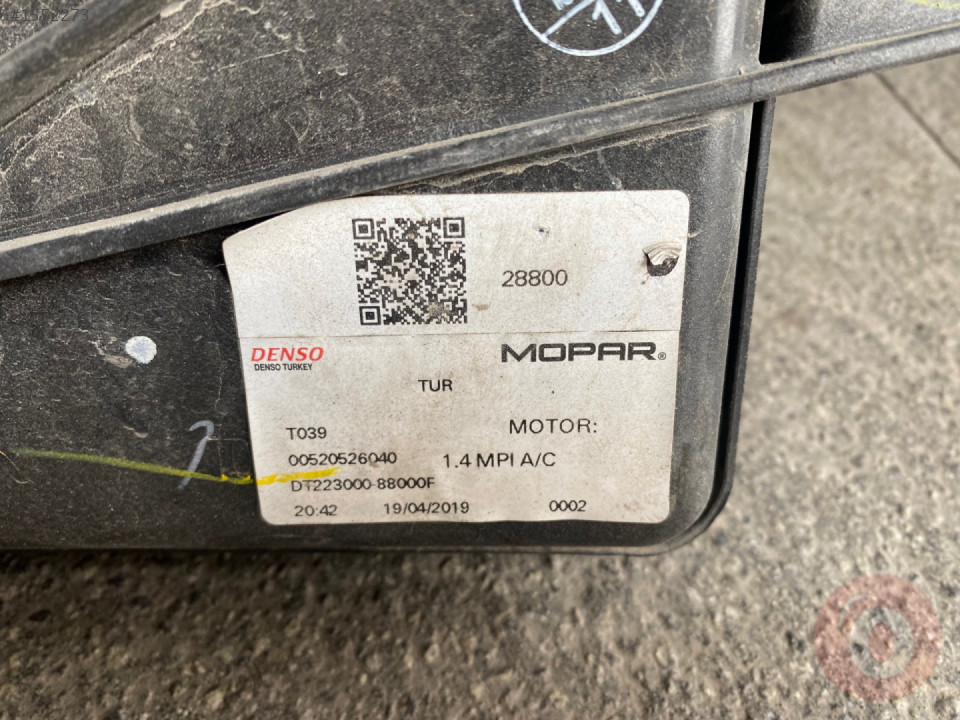 28800
DENSO
DENSO TURKEY
MOPAR®
TUR
T039
MOTOR:
00520526040
1.4 MPI A/C
DT223000-88000F
20:42 19/04/2019 0002